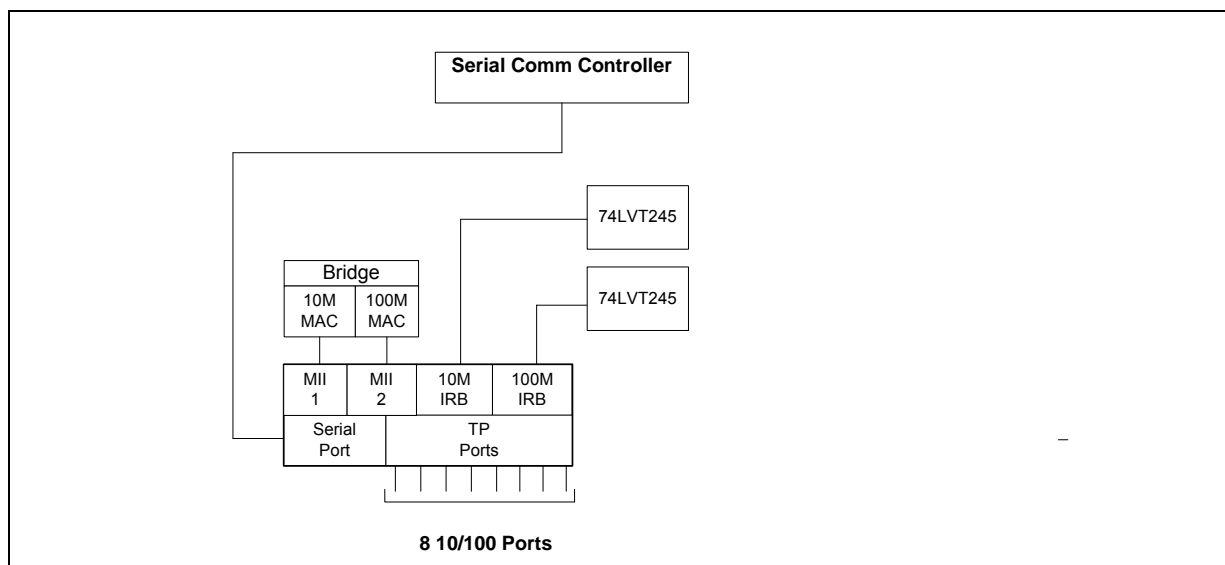 Serial Comm Controller
74LVT245
74LVT245
Bridge
10M
MAC
100M
MAC
MII
1
MII
2
10M
IRB
100M
IRB
Serial
Port
TP
Ports
8 10/100 Ports